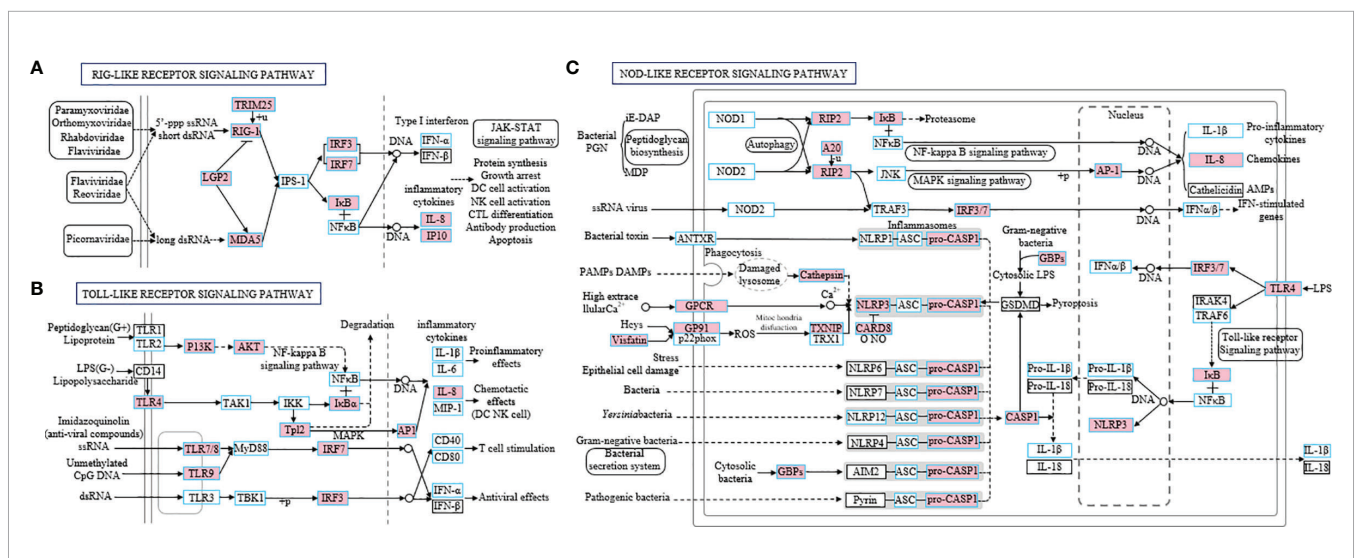 A
RIG-LIKE RECEPTOR SIGNALING PATHWAY
Paramyxoviridae
Orthomyxoviridae
Rhabdoviridae
Flaviviridae
Flaviviridae
Reoviridae
Picornaviridae
5'-ppp ssRNA
short dsRNA
long dsRNA
TRIM25
+u
RIG-1
LGP2
MDA5
IPS-1
IRF3
IRF7
IκB
NFκB
DNA
DNA
Type I interferon
IFN-α
IFN-β
inflammatory
cytokines
IL-8
IP10
JAK-STAT
signaling pathway
Protein synthesis
Growth arrest
DC cell activation
NK cell activation
CTL differentiation
Antibody production
Apoptosis
B
TOLL-LIKE RECEPTOR SIGNALING PATHWAY
Peptidoglycan(G+)
Lipoprotein
LPS(G-)
Lipopolysaccharide
Imidazoquinolin
(anti-viral compounds)
ssRNA
Unmethylated
CpG DNA
dsRNA
TLR1
TLR2
CD14
TLR4
TLR7/8
TLR9
TLR3
P13K
AKT
TAK1
IKK
Tpl2
MyD88
TBK1
+p
NF-kappa B
signaling pathway
NFκB
IκBα
Degradation
MAPK
IRF7
IRF3
DNA
AP1
inflammatory
cytokines
IL-1β
IL-6
IL-8
MIP-1
CD40
CD80
IFN-α
IFN-β
Proinflammatory
effects
Chemotactic
effects
(DC NK cell)
T cell stimulation
Antiviral effects
C
NOD-LIKE RECEPTOR SIGNALING PATHWAY
Bacterial
PGN
iE-DAP
Peptidoglycan
biosynthesis
MDP
NOD1
NOD2
Autophagy
RIP2
A20
-u
RIP2
IκB
NFκB
Proteasome
NF-kappa B signaling pathway
JNK
MAPK signaling pathway
+p
AP-1
Nucleus
DNA
DNA
IL-1β
IL-8
Cathelicidin
Pro-inflammatory
cytokines
Chemokines
AMPs
ssRNA virus
NOD2
TRAF3
IRF3/7
DNA
IFNα/β
IFN-stimulated
genes
Bacterial toxin
ANTXR
Inflammasomes
NLRP1
ASC
pro-CASP1
Phagocytosis
PAMPs DAMPs
Damaged
lysosome
Cathepsin
High extrace
llularCa2+
GPCR
Ca2+
NLRP3
ASC
pro-CASP1
Hcys
Visfatin
GP91
p22phox
ROS
Mitochondria
disfunction
TXNIP
TRX1
CARD8
O NO
Gram-negative
bacteria
GBPs
Cytosolic LPS
GSDMD
Pyroptosis
IFNα/β
DNA
IRF3/7
TLR4
LPS
IRAK4
TRAF6
Toll-like receptor
Signaling pathway
IκB
NFκB
Stress
Epithelial cell damage
NLRP6
ASC
pro-CASP1
Bacteria
NLRP7
ASC
pro-CASP1
Yersiniabacteria
NLRP12
ASC
pro-CASP1
CASP1
Gram-negative bacteria
Bacterial
secretion system
NLRP4
ASC
pro-CASP1
Cytosolic
bacteria
GBPs
AIM2
ASC
pro-CASP1
Pathogenic bacteria
Pyrin
ASC
pro-CASP1
Pro-IL-1β
Pro-IL-18
Pro-IL-1β
Pro-IL-18
DNA
NLRP3
IL-1β
IL-18
IL-1β
IL-18